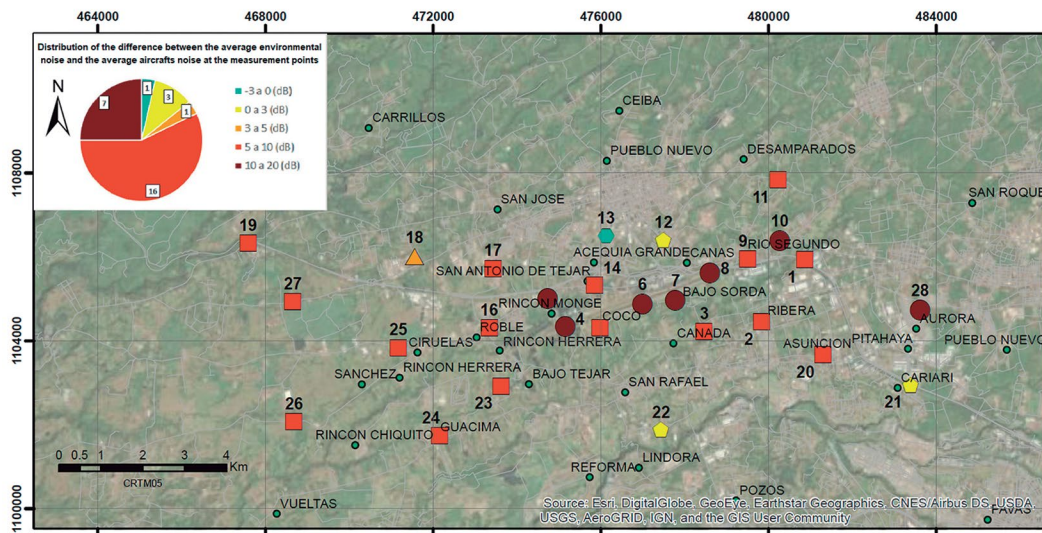 464000 468000 472000 476000 480000 484000
Distribution of the difference between the average environmental
noise and the average aircrafts noise at the measurement points
N
1
3
1
16
7
-3 a 0 (dB)
0 a 3 (dB)
3 a 5 (dB)
5 a 10 (dB)
10 a 20 (dB)
1108000
1104000
1100000
CEIBA
CARRILLOS
PUEBLO NUEVO
DESAMPARADOS
11
SAN ROQUE
SAN JOSE
19
18
13
12
10
17
ACEQUIA GRANDE
CANAS
9
RIO SEGUNDO
SAN ANTONIO DE TEJAR
14
8
1
27
6
7
BAJO SORDA
28
RINCON MONGE
16
4
COCO
3
RIBERA
AURORA
25
ROBLE
CANADA
2
CIRUELAS
RINCON HERRERA
ASUNCION
PITAHAYA
PUEBLO NUEVO
SANCHEZ
RINCON HERRERA
BAJO TEJAR
SAN RAFAEL
20
CARIARI
23
21
26
24
GUACIMA
22
RINCON CHIQUITO
LINDORA
REFORMA
0 0.5 1 2 3 4
Km
CRTM05
VUELTAS
POZOS
PAVAS
Source: Esri, DigitalGlobe, GeoEye, Earthstar Geographics, CNES/Airbus DS, USDA,
USGS, AeroGRID, IGN, and the GIS User Community